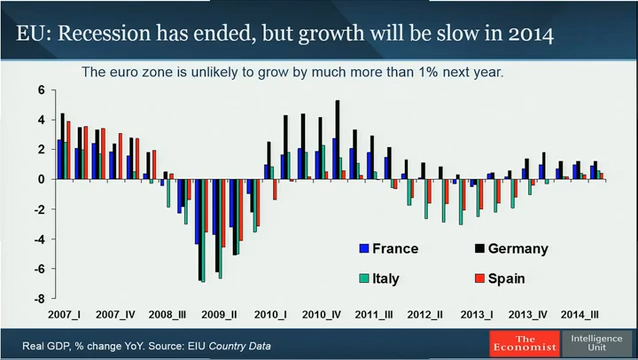 EU: Recession has ended, but growth will be slow in 2014
The euro zone is unlikely to grow by much more than 1% next year.
6
4
2
0
-2
-4
-6
-8
France
Germany
Italy
Spain
2007_I 2007_IV 2008_III 2009_II 2010_I 2010_IV 2011_III 2012_II 2013_I 2013_IV 2014_III
Real GDP, % change YoY. Source: EIU Country Data
The
Economist
Intelligence
Unit